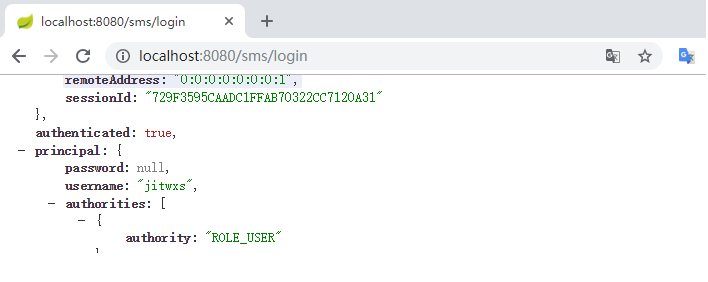 localhost:8080/sms/login
localhost:8080/sms/login
remoteAddress: "0:0:0:0:0:0:0:1",
sessionId: "729F3595CAADC1FFAB70322CC7120A31"
},
authenticated: true,
– principal: {
password: null,
username: "jitwxs",
– authorities: [
– {
authority: "ROLE_USER"